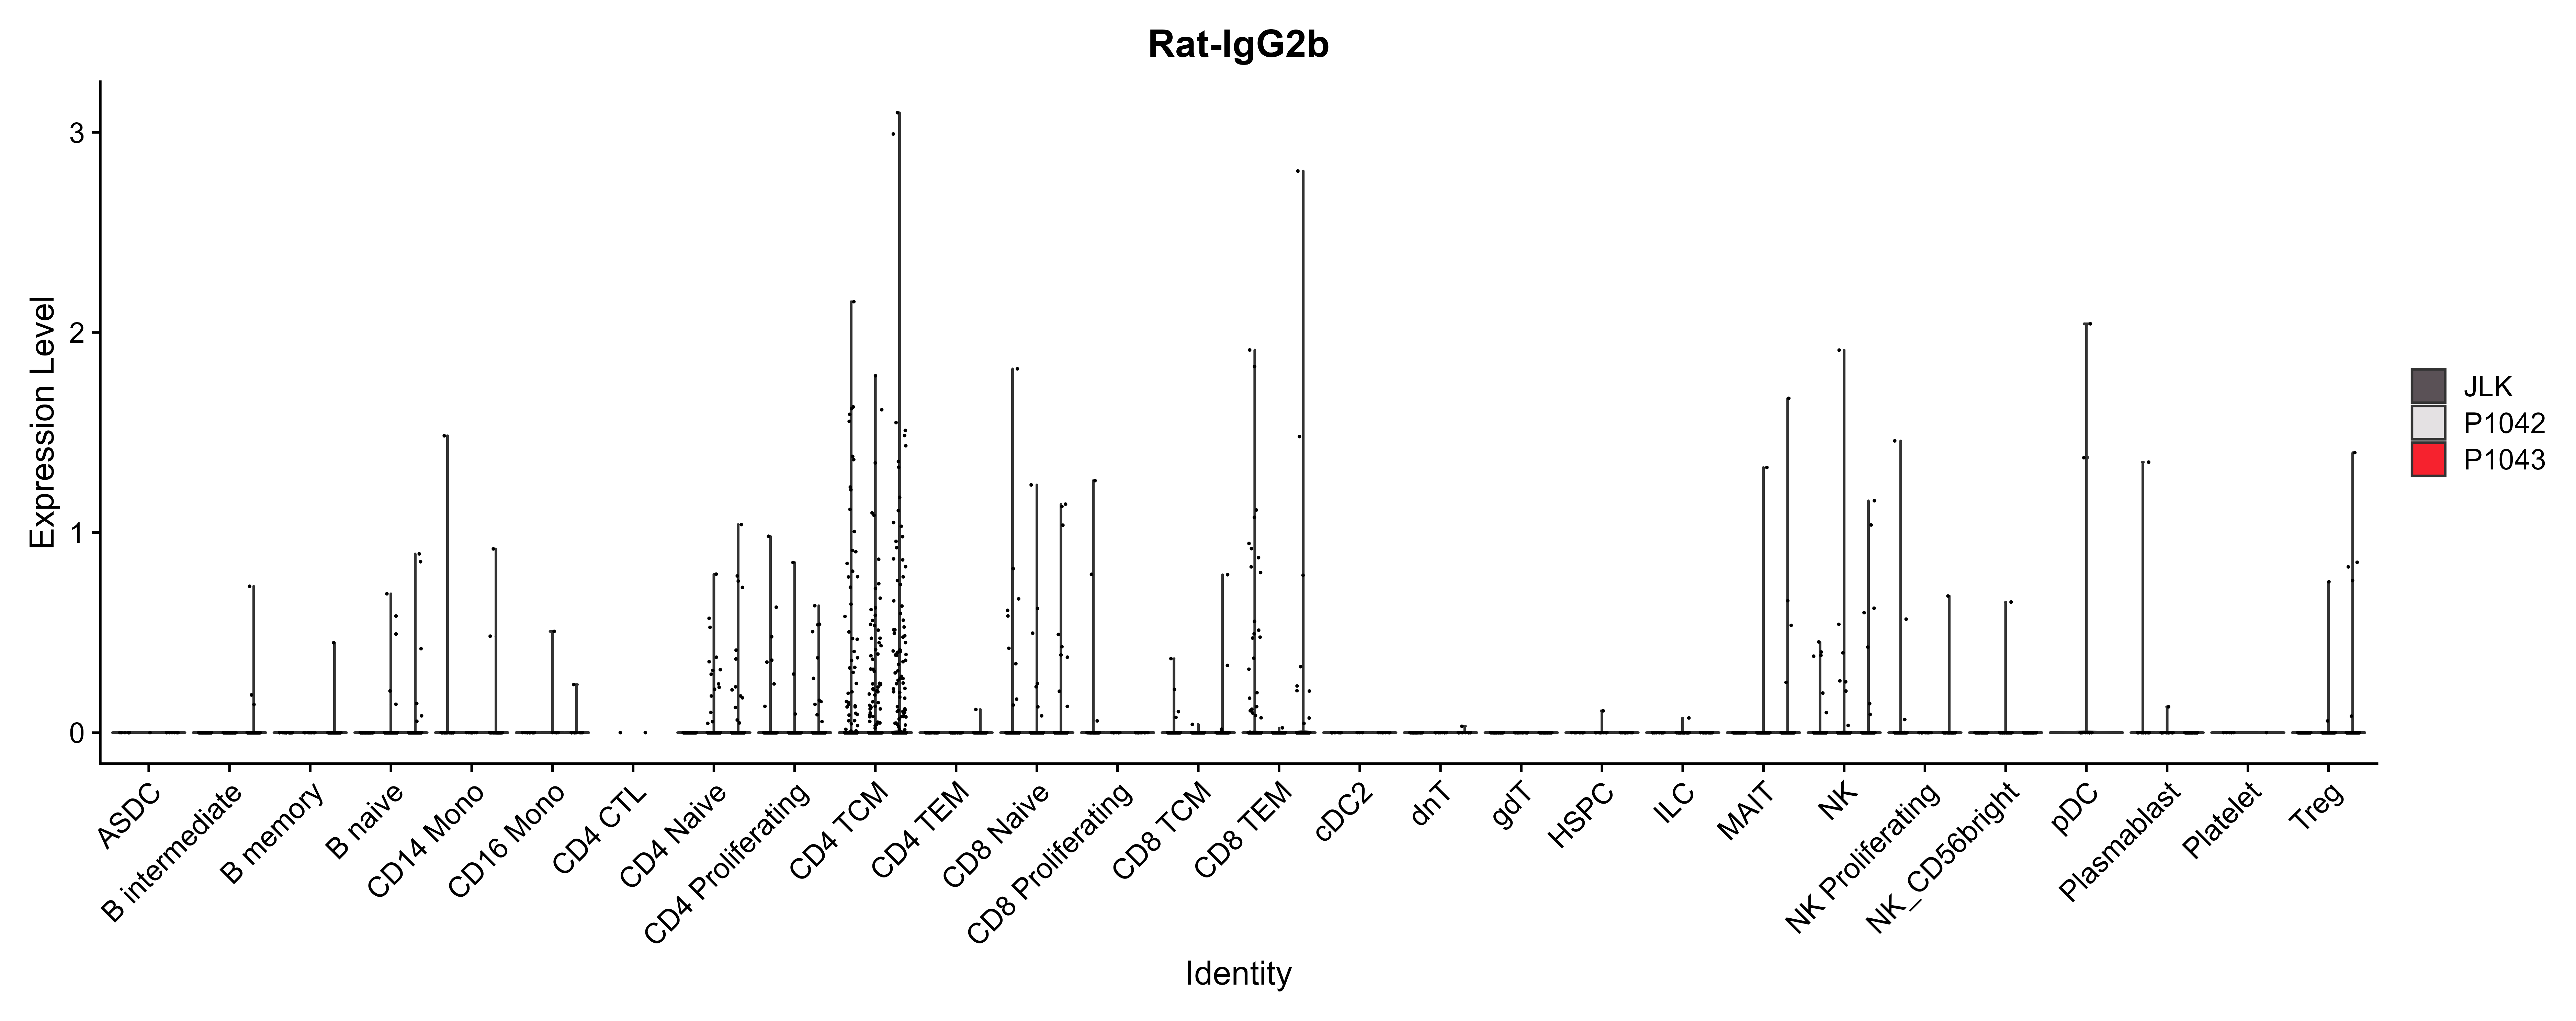 Rat-IgG2b
Expression Level
3
2
1
0
ASDC
B intermediate
B memory
B naive
CD14 Mono
CD16 Mono
CD4 CTL
CD4 Naive
CD4 Proliferating
CD4 TCM
CD4 TEM
CD8 Naive
CD8 Proliferating
CD8 TCM
CD8 TEM
cDC2
dnT
gdT
HSPC
ILC
MAIT
NK
NK Proliferating
NK_CD56bright
pDC
Plasmablast
Platelet
Treg
Identity
JLK
P1042
P1043